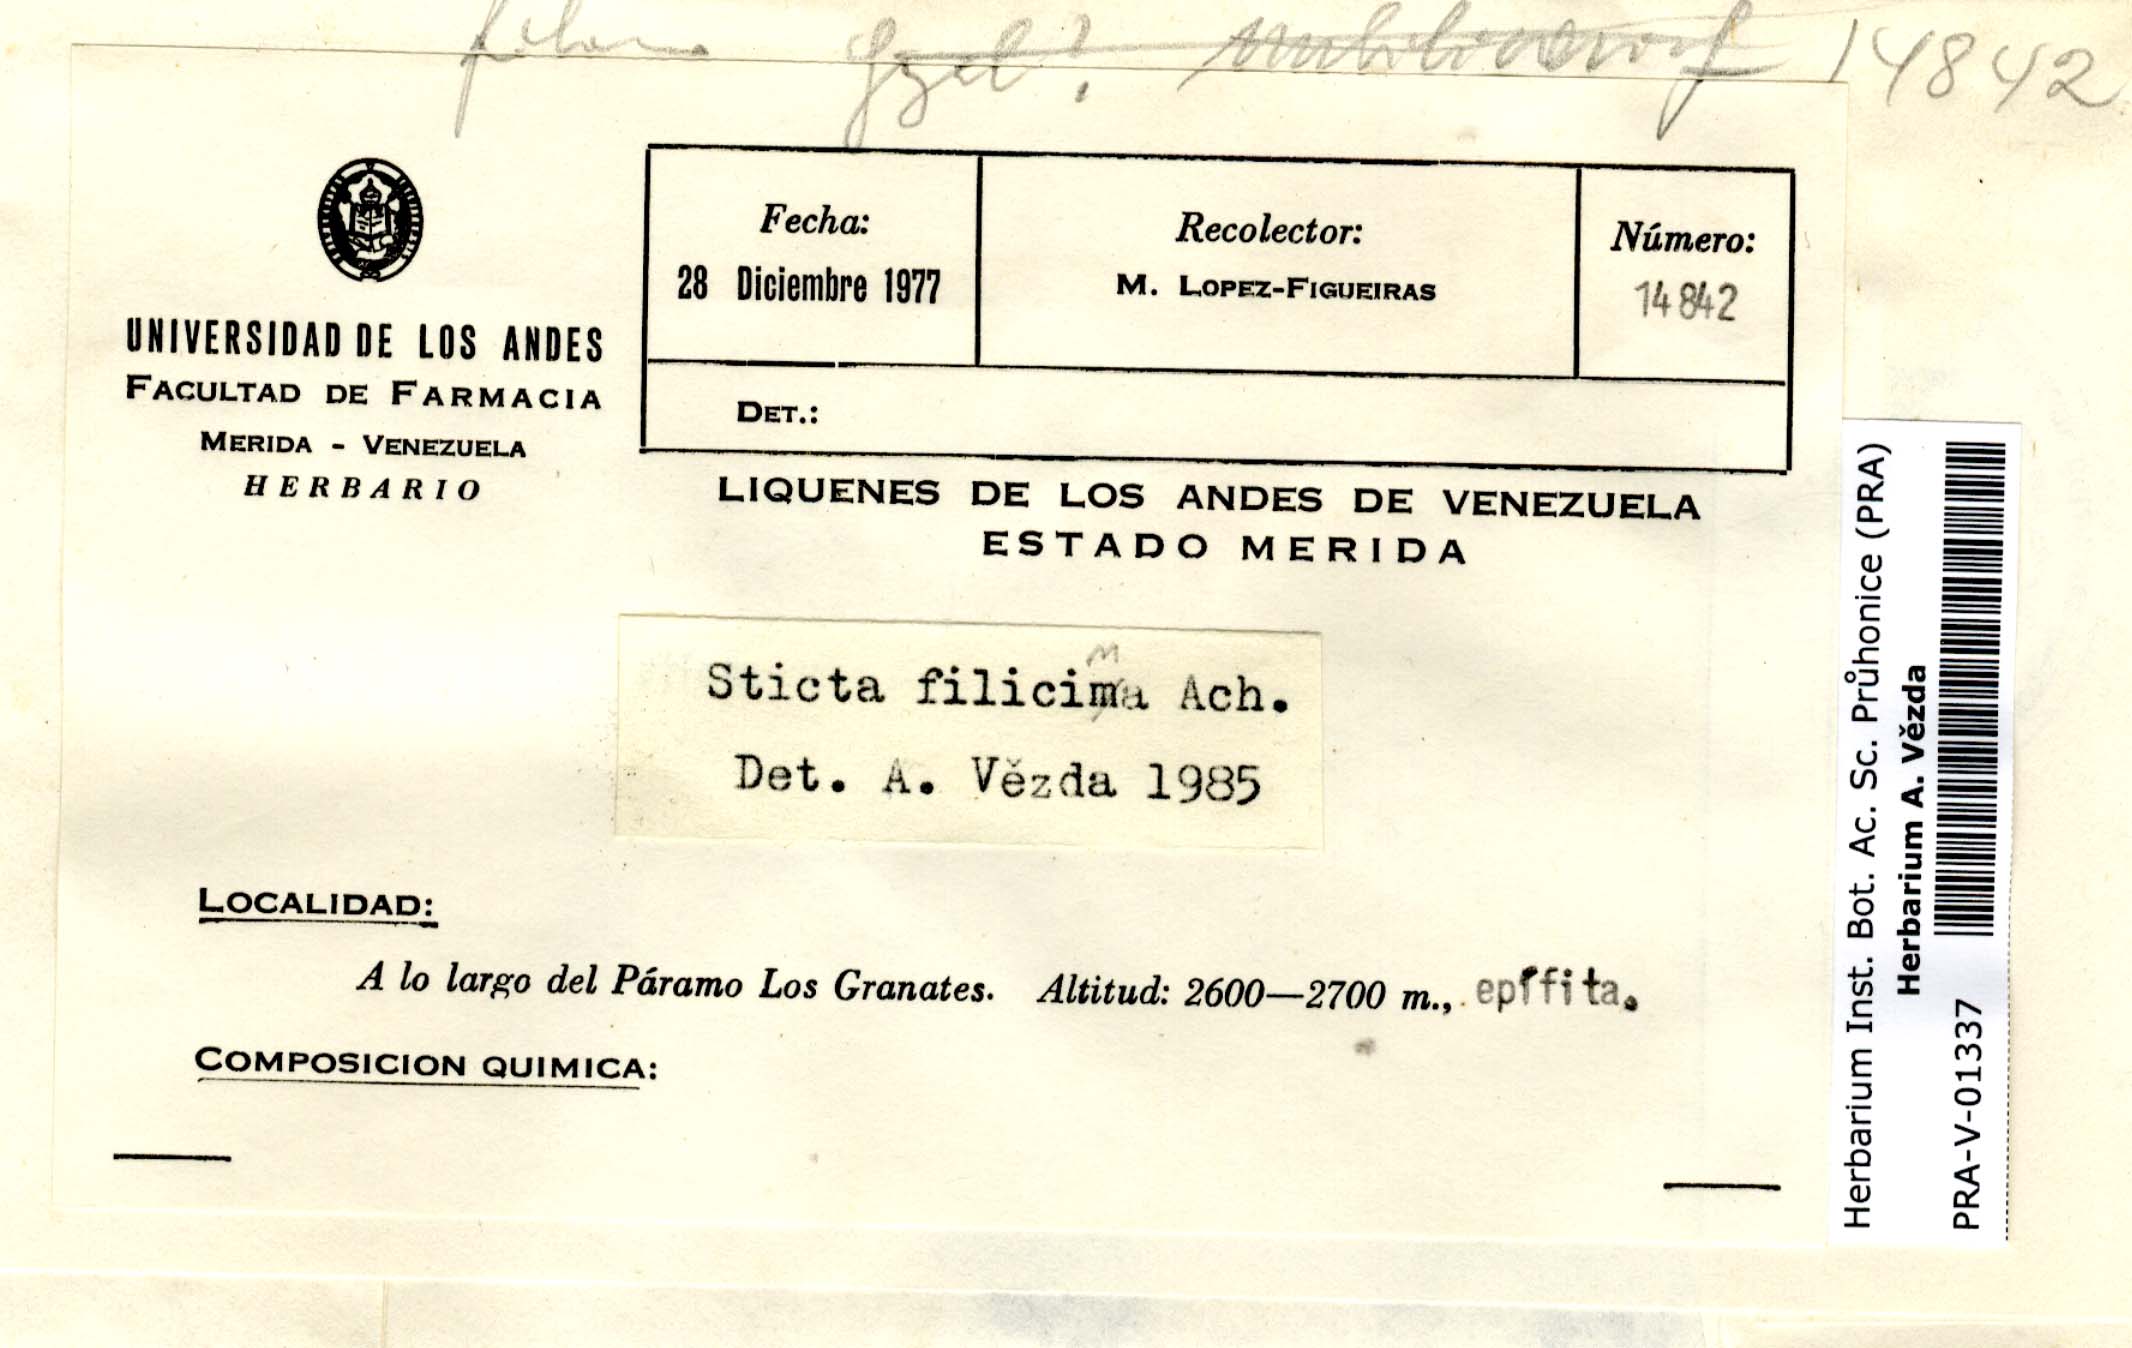 14842
Fecha:
28 Diciembre 1977
Recolector:
M. LOPEZ-FIGUEIRAS
Número:
14842
DET.:
UNIVERSIDAD DE LOS ANDES
FACULTAD DE FARMACIA
MERIDA - VENEZUELA
HERBARIO
LIQUENES DE LOS ANDES DE VENEZUELA
ESTADO MERIDA
Sticta filicina Ach.
Det. A. Vězda 1985
LOCALIDAD:
A lo largo del Páramo Los Granates. Altitud: 2600—2700 m., epífita.
COMPOSICION QUIMICA:
Herbarium Inst. Bot. Ac. Sc. Průhonice (PRA)
Herbarium A. Vězda
PRA-V-01337